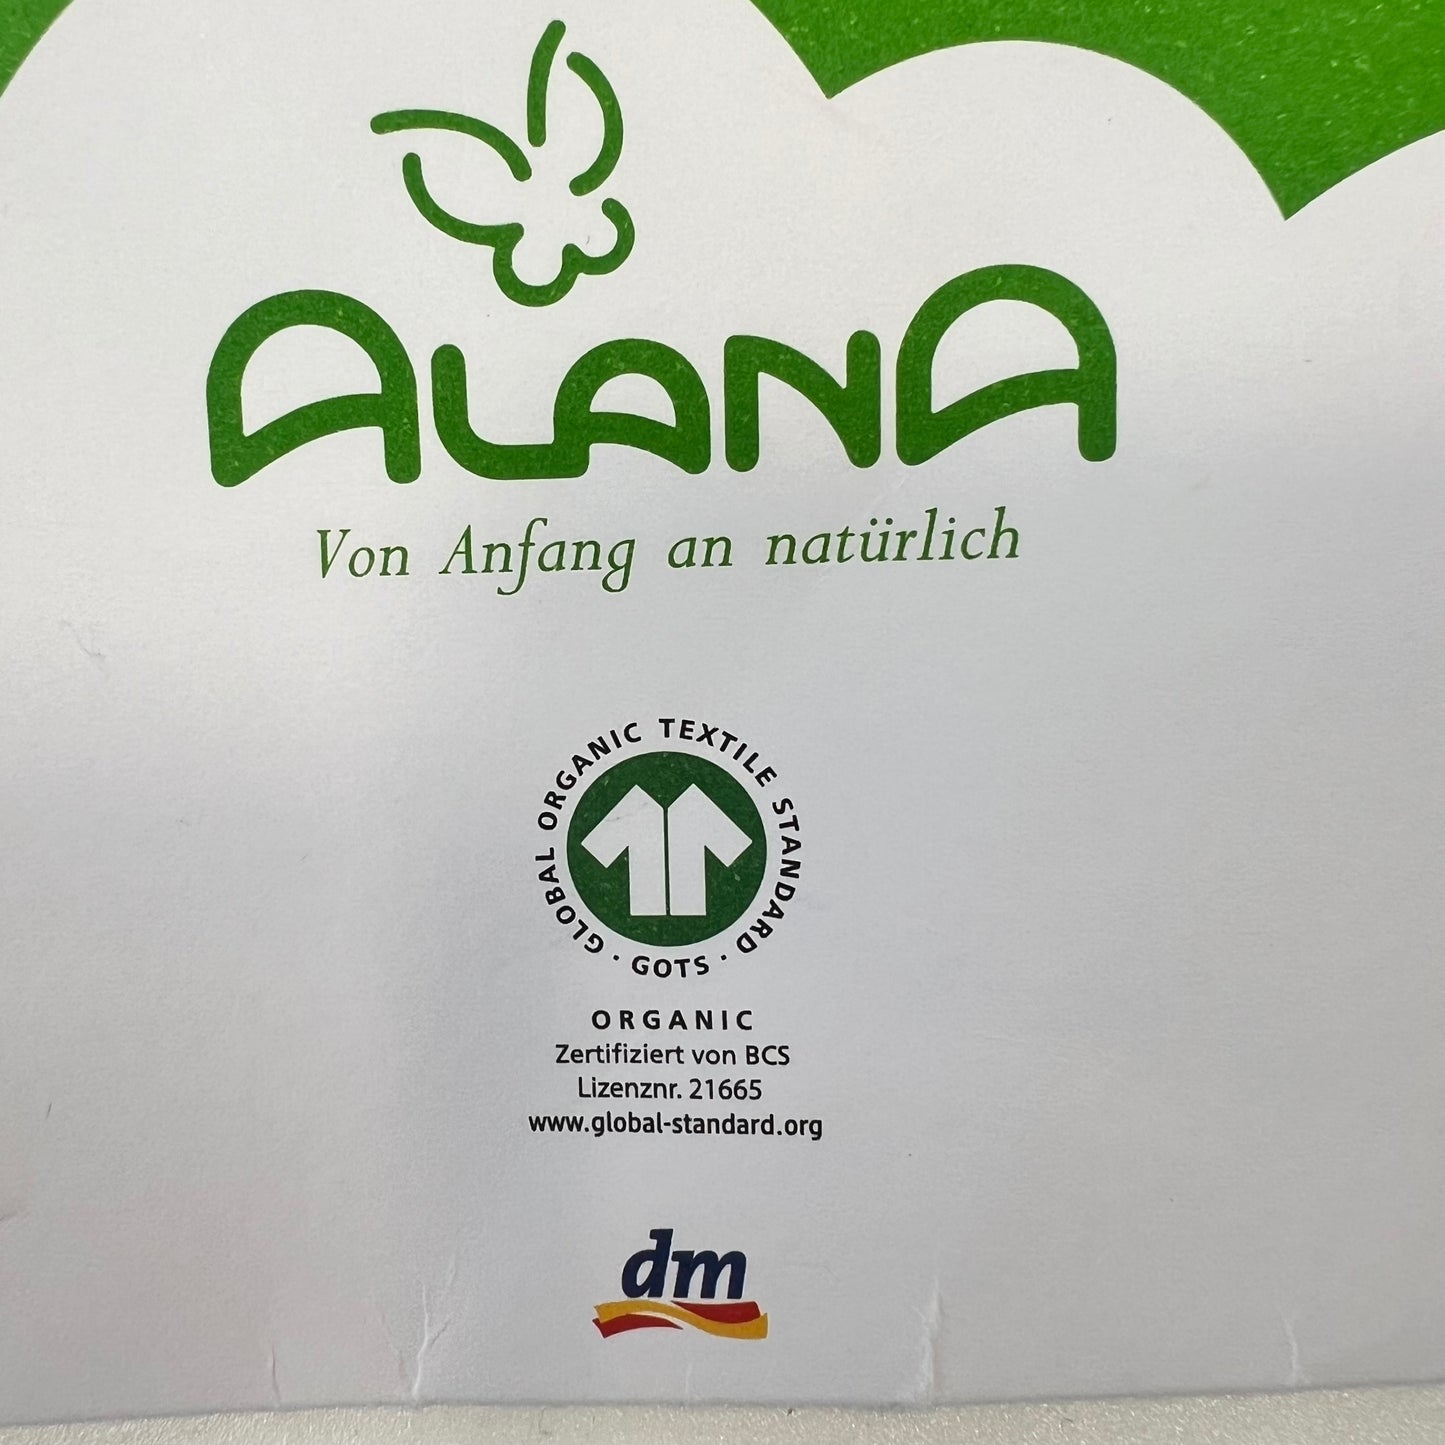 ALANA
Von Anfang an natürlich
GLOBAL ORGANIC TEXTILE STANDARD · GOTS ·
ORGANIC
Zertifiziert von BCS
Lizenznr. 21665
www.global-standard.org
dm